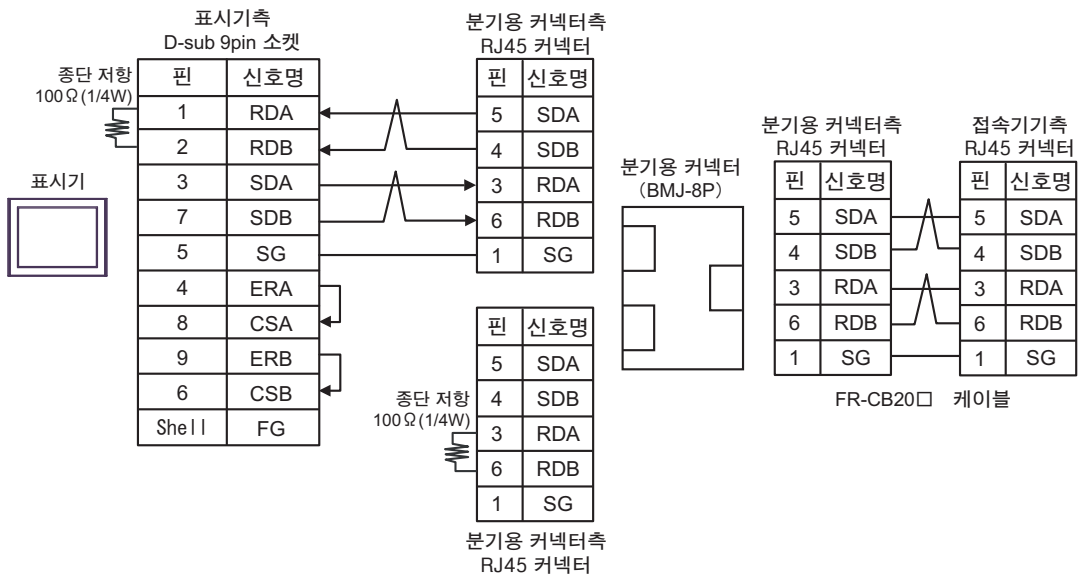 표시기측
D-sub 9pin 소켓
종단 저항
100Ω(1/4W)
핀 신호명
1 RDA
2 RDB
3 SDA
7 SDB
5 SG
4 ERA
8 CSA
9 ERB
6 CSB
Shell FG
표시기
분기용 커넥터측
RJ45 커넥터
핀 신호명
5 SDA
4 SDB
3 RDA
6 RDB
1 SG
종단 저항
100Ω(1/4W)
핀 신호명
5 SDA
4 SDB
3 RDA
6 RDB
1 SG
분기용 커넥터측
RJ45 커넥터
분기용 커넥터
(BMJ-8P)
분기용 커넥터측
RJ45 커넥터
핀 신호명
5 SDA
4 SDB
3 RDA
6 RDB
1 SG
접속기기측
RJ45 커넥터
핀 신호명
5 SDA
4 SDB
3 RDA
6 RDB
1 SG
FR-CB20□ 케이블